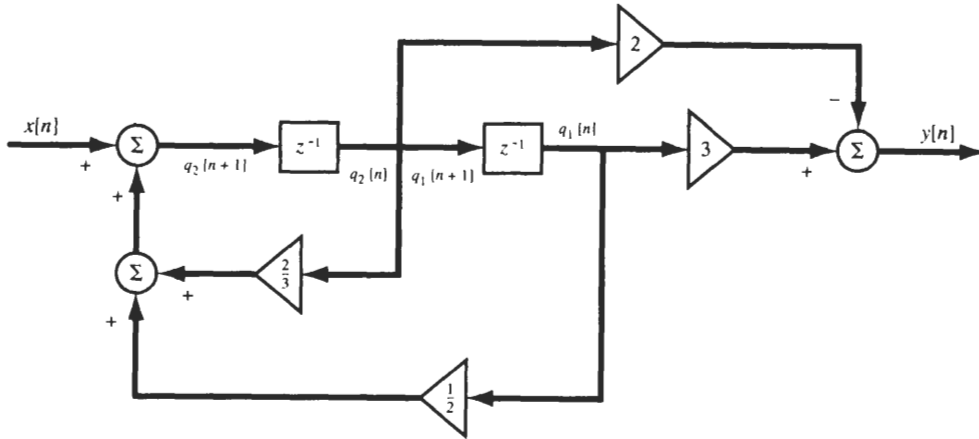 2
−
x[n]
+
Σ
q₂[n+1]
z⁻¹
q₂[n]
q₁[n+1]
z⁻¹
q₁[n]
3
+
Σ
y[n]
+
Σ
+
2/3
+
1/2